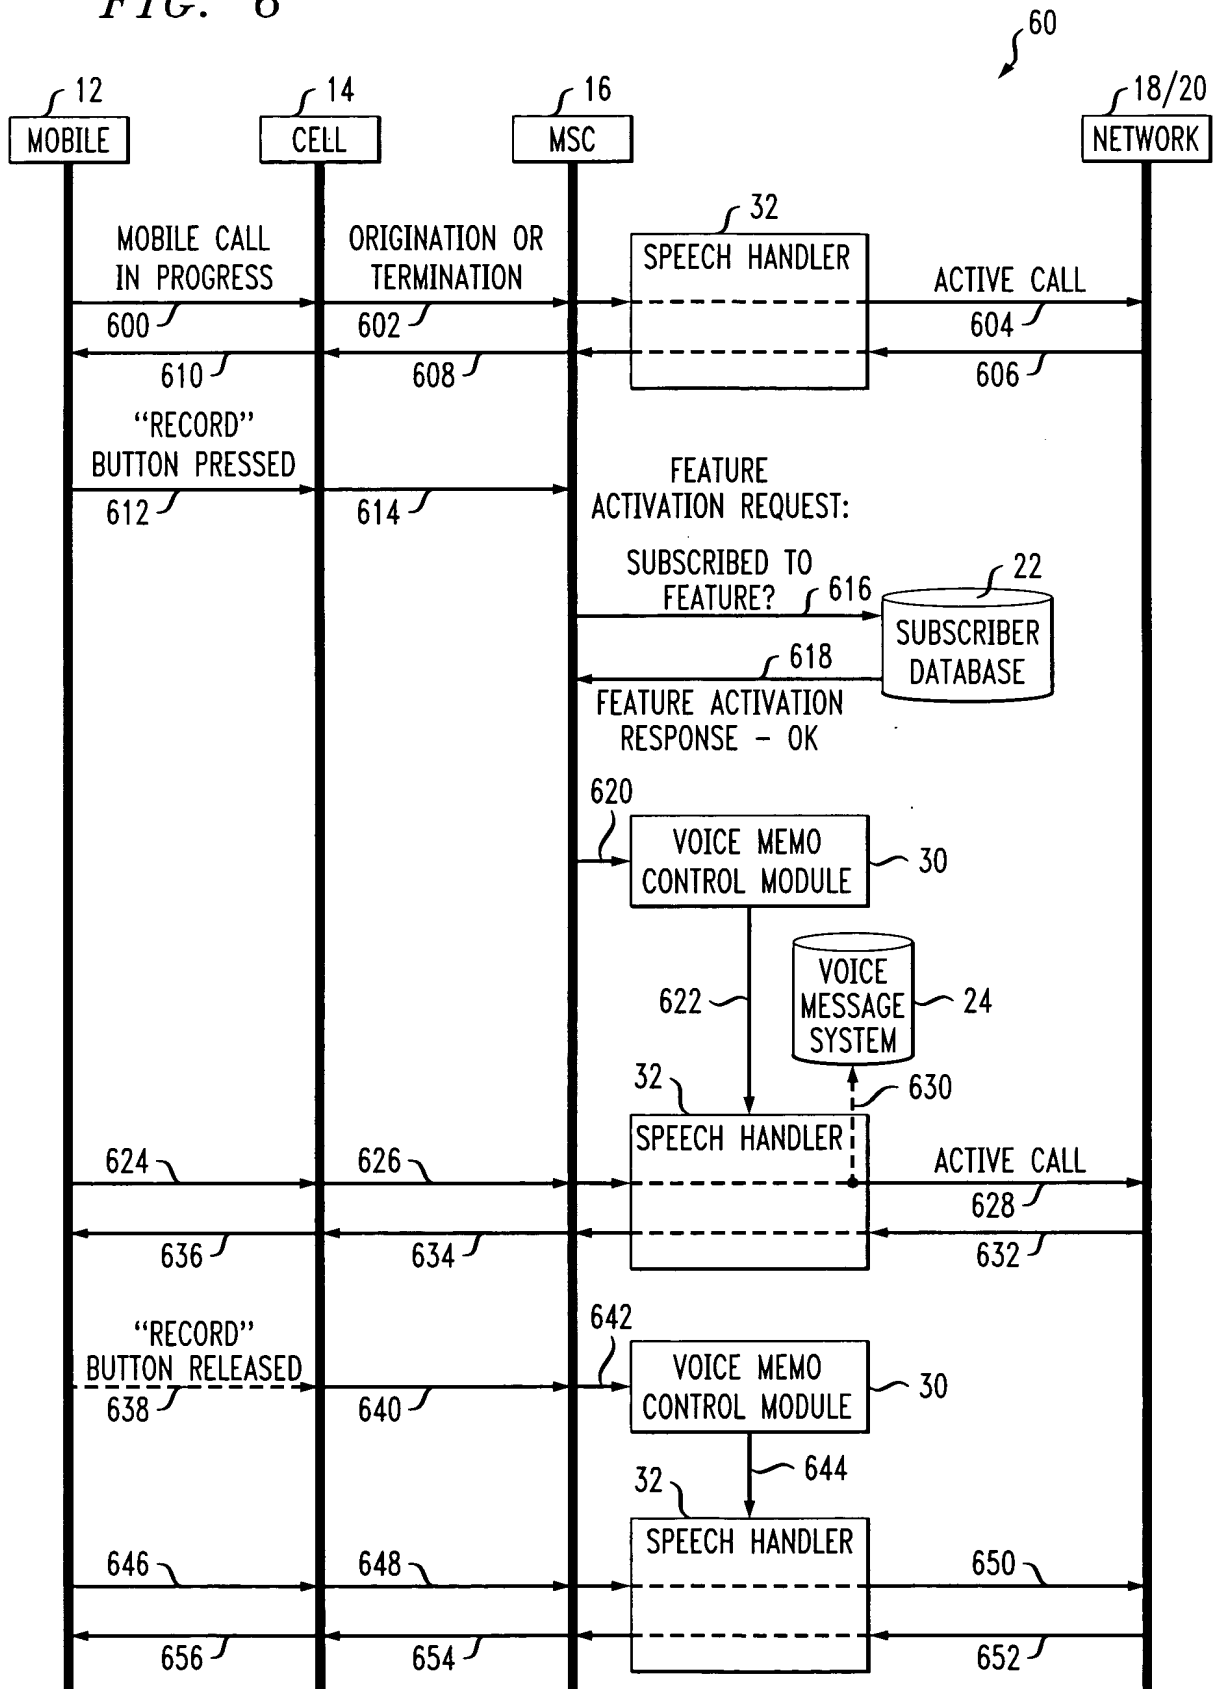 FIG. 6
60
12
14
16
18/20
MOBILE
CELL
MSC
NETWORK
32
MOBILE CALL
IN PROGRESS
ORIGINATION OR
TERMINATION
SPEECH HANDLER
ACTIVE CALL
600
602
604
610
608
606
“RECORD”
BUTTON PRESSED
612
614
FEATURE
ACTIVATION REQUEST:
SUBSCRIBED TO
FEATURE?
616
22
SUBSCRIBER
DATABASE
618
FEATURE ACTIVATION
RESPONSE – OK
620
VOICE MEMO
CONTROL MODULE
30
622
VOICE
MESSAGE
SYSTEM
24
32
630
SPEECH HANDLER
624
626
ACTIVE CALL
628
636
634
632
“RECORD”
BUTTON RELEASED
638
640
642
VOICE MEMO
CONTROL MODULE
30
644
32
SPEECH HANDLER
646
648
650
656
654
652